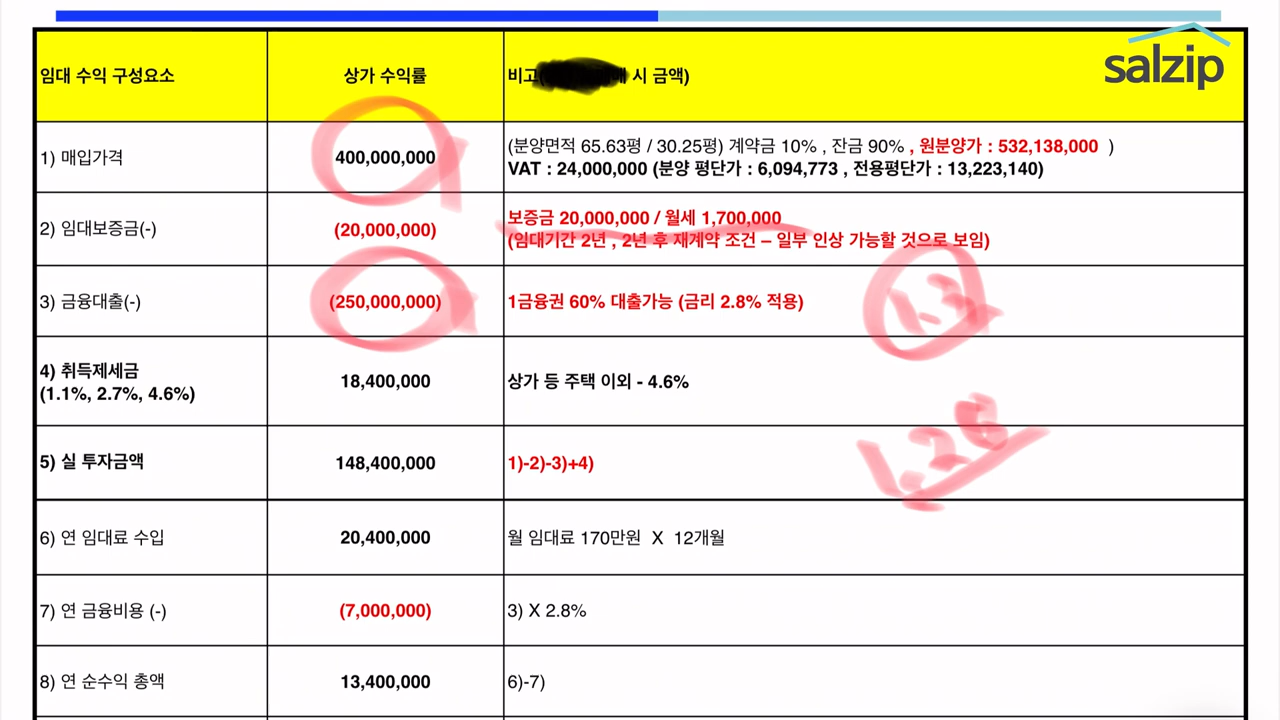 salzip
임대 수익 구성요소 상가 수익률 비고( 시 금액)
1) 매입가격 400,000,000 (분양면적 65.63평 / 30.25평) 계약금 10% , 잔금 90% , 원분양가 : 532,138,000 )
VAT : 24,000,000 (분양 평단가 : 6,094,773 , 전용평단가 : 13,223,140)
2) 임대보증금(-) (20,000,000) 보증금 20,000,000 / 월세 1,700,000
(임대기간 2년 , 2년 후 재계약 조건 – 일부 인상 가능할 것으로 보임)
3) 금융대출(-) (250,000,000) 1금융권 60% 대출가능 (금리 2.8% 적용)
4) 취득제세금
(1.1%, 2.7%, 4.6%) 18,400,000 상가 등 주택 이외 - 4.6%
5) 실 투자금액 148,400,000 1)-2)-3)+4)
6) 연 임대료 수입 20,400,000 월 임대료 170만원 X 12개월
7) 연 금융비용 (-) (7,000,000) 3) X 2.8%
8) 연 순수익 총액 13,400,000 6)-7)